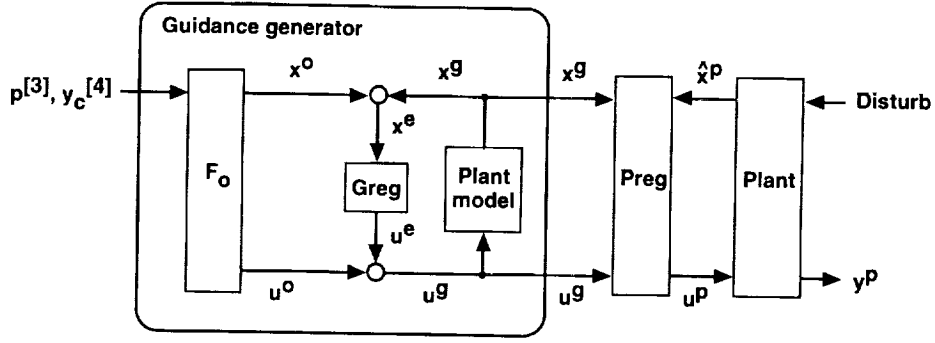 Guidance generator
p[3], yc[4]
xo
xg
xg
x̂p
Disturb
xe
Fo
Greg
Plant
model
Preg
Plant
ue
uo
ug
ug
up
yp